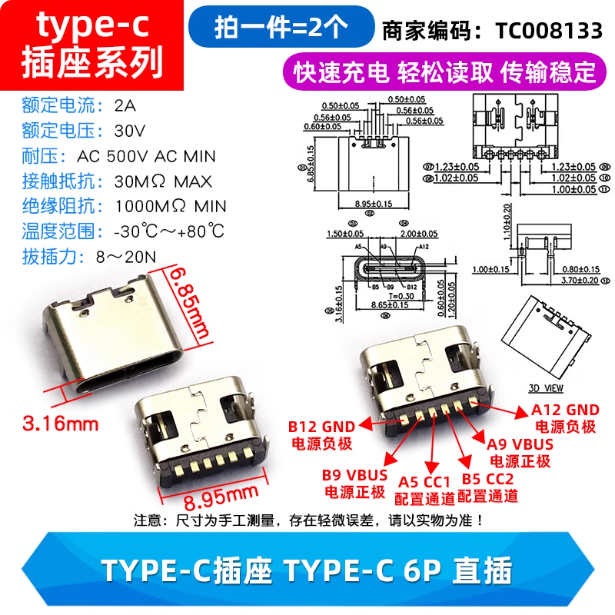 type-c
插座系列
拍一件=2个
商家编码：TC008133
快速充电 轻松读取 传输稳定
额定电流：2A
额定电压：30V
耐压：AC 500V AC MIN
接触抵抗：30MΩ MAX
绝缘阻抗：1000MΩ MIN
温度范围：-30℃～+80℃
拔插力：8～20N
0.50±0.05
0.50±0.05
0.56±0.05
0.56±0.05
0.60±0.05
6.85±0.15
8.95±0.15
1.23±0.05
1.23±0.05
1.02±0.05
1.02±0.05
1.00±0.05
1.50±0.05
2.00±0.05
A5
A9
A12
B5
B9
B12
T=0.30
3.16±0.15
8.65±0.15
0.60±0.10
1.20±0.05
1.10±0.20
1.00±0.15
0.80±0.15
3.70±0.20
3D VIEW
6.85mm
3.16mm
8.95mm
B12 GND
电源负极
B9 VBUS
电源正极
A5 CC1
配置通道
B5 CC2
配置通道
A9 VBUS
电源正极
A12 GND
电源负极
注意：尺寸为手工测量，存在轻微误差，请以实物为准！
TYPE-C插座 TYPE-C 6P 直插